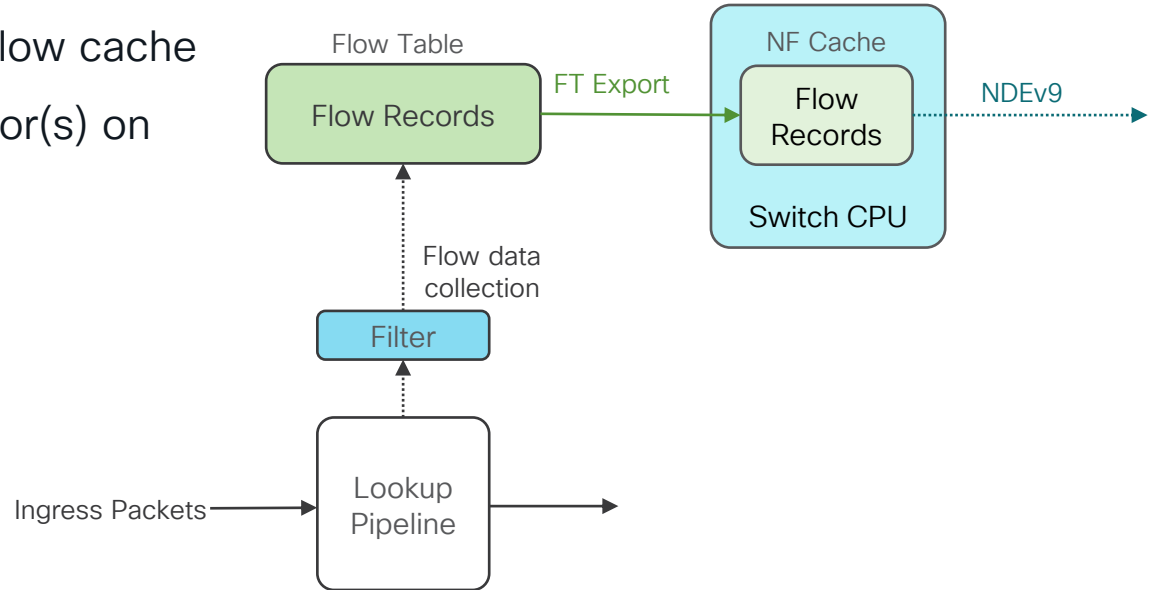 low cache
or(s) on
Flow Table
Flow Records
FT Export
NF Cache
Flow
Records
Switch CPU
NDEv9
Flow data
collection
Filter
Ingress Packets
Lookup
Pipeline